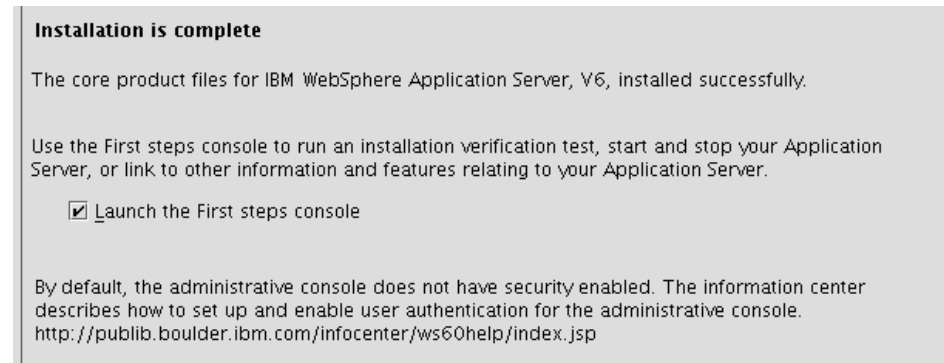 Installation is complete
The core product files for IBM WebSphere Application Server, V6, installed successfully.
Use the First steps console to run an installation verification test, start and stop your Application
Server, or link to other information and features relating to your Application Server.
Launch the First steps console
By default, the administrative console does not have security enabled. The information center
describes how to set up and enable user authentication for the administrative console.
http://publib.boulder.ibm.com/infocenter/ws60help/index.jsp